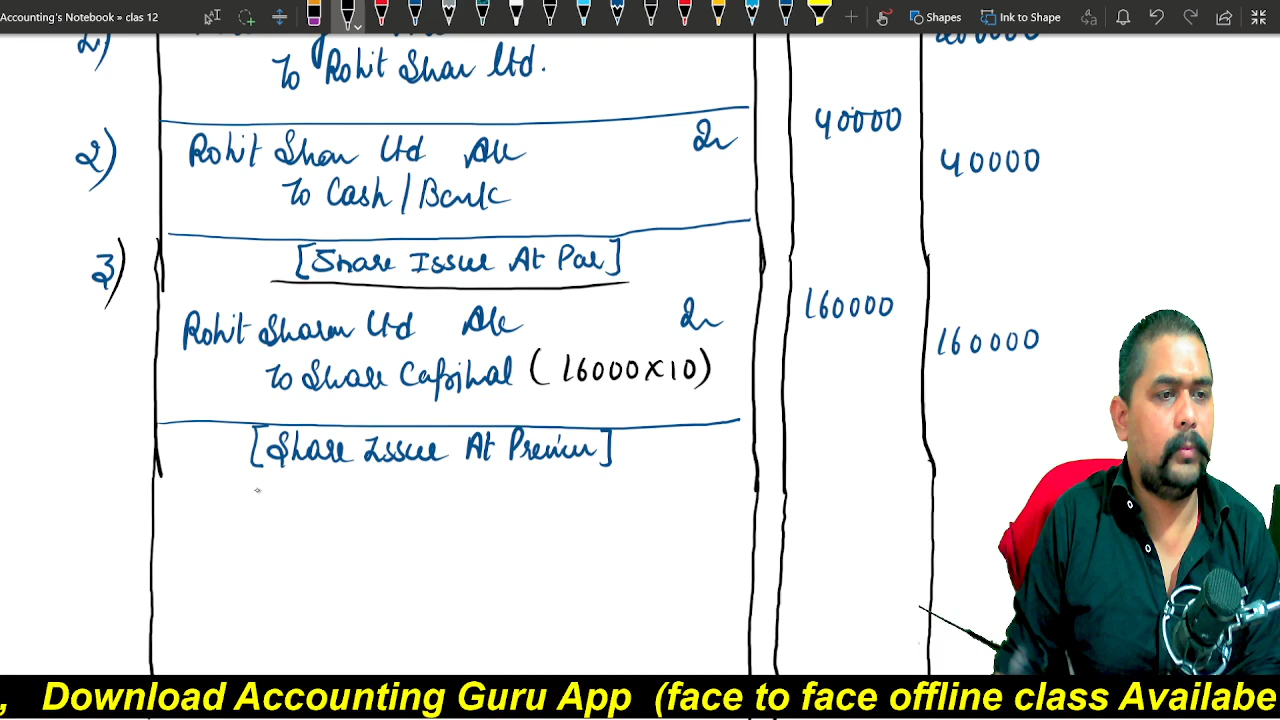 Accounting's Notebook » clas 12
Shapes
Ink to Shape
2)
To Rohit Shar Ltd.
2) Rohit Shar Ltd A/c Dr 40000
To Cash/Bank 40000
3) [Share Issue At Par]
Rohit Sharm Ltd A/c Dr 160000
To Share Capital (16000×10) 160000
[Share Issue At Premium]
, Download Accounting Guru App (face to face offline class Availabe